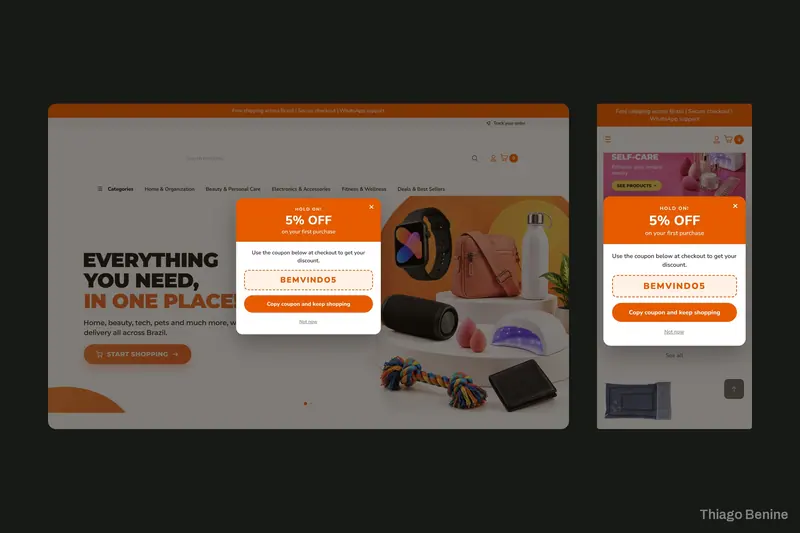 Free shipping across Brazil | Secure checkout | WhatsApp support
Track your order
Categories
Home & Organization
Beauty & Personal Care
Electronics & Accessories
Fitness & Wellness
Deals & Best Sellers
EVERYTHING
YOU NEED,
IN ONE PLACE!
Home, beauty, tech, pets and much more, w
delivery all across Brazil.
START SHOPPING →
HOLD ON!
5% OFF
on your first purchase
Use the coupon below at checkout to get your
discount.
BEMVINDO5
Copy coupon and keep shopping
Not now
Free shipping across Brazil | Secure checkout |
WhatsApp support
SELF-CARE
SEE PRODUCTS
HOLD ON!
5% OFF
on your first purchase
Use the coupon below at checkout to get your
discount.
BEMVINDO5
Copy coupon and keep shopping
Not now
See all
Thiago Benine